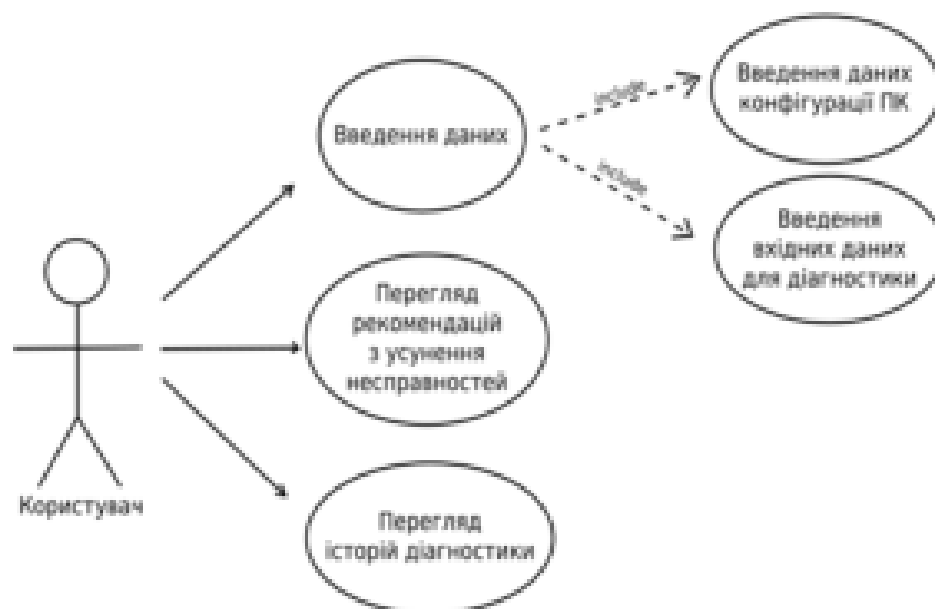 Введення даних
include
include
Введення даних
конфігурації ПК
Введення
вхідних даних
для діагностики
Перегляд
рекомендацій
з усунення
несправностей
Користувач
Перегляд
історій діагностики